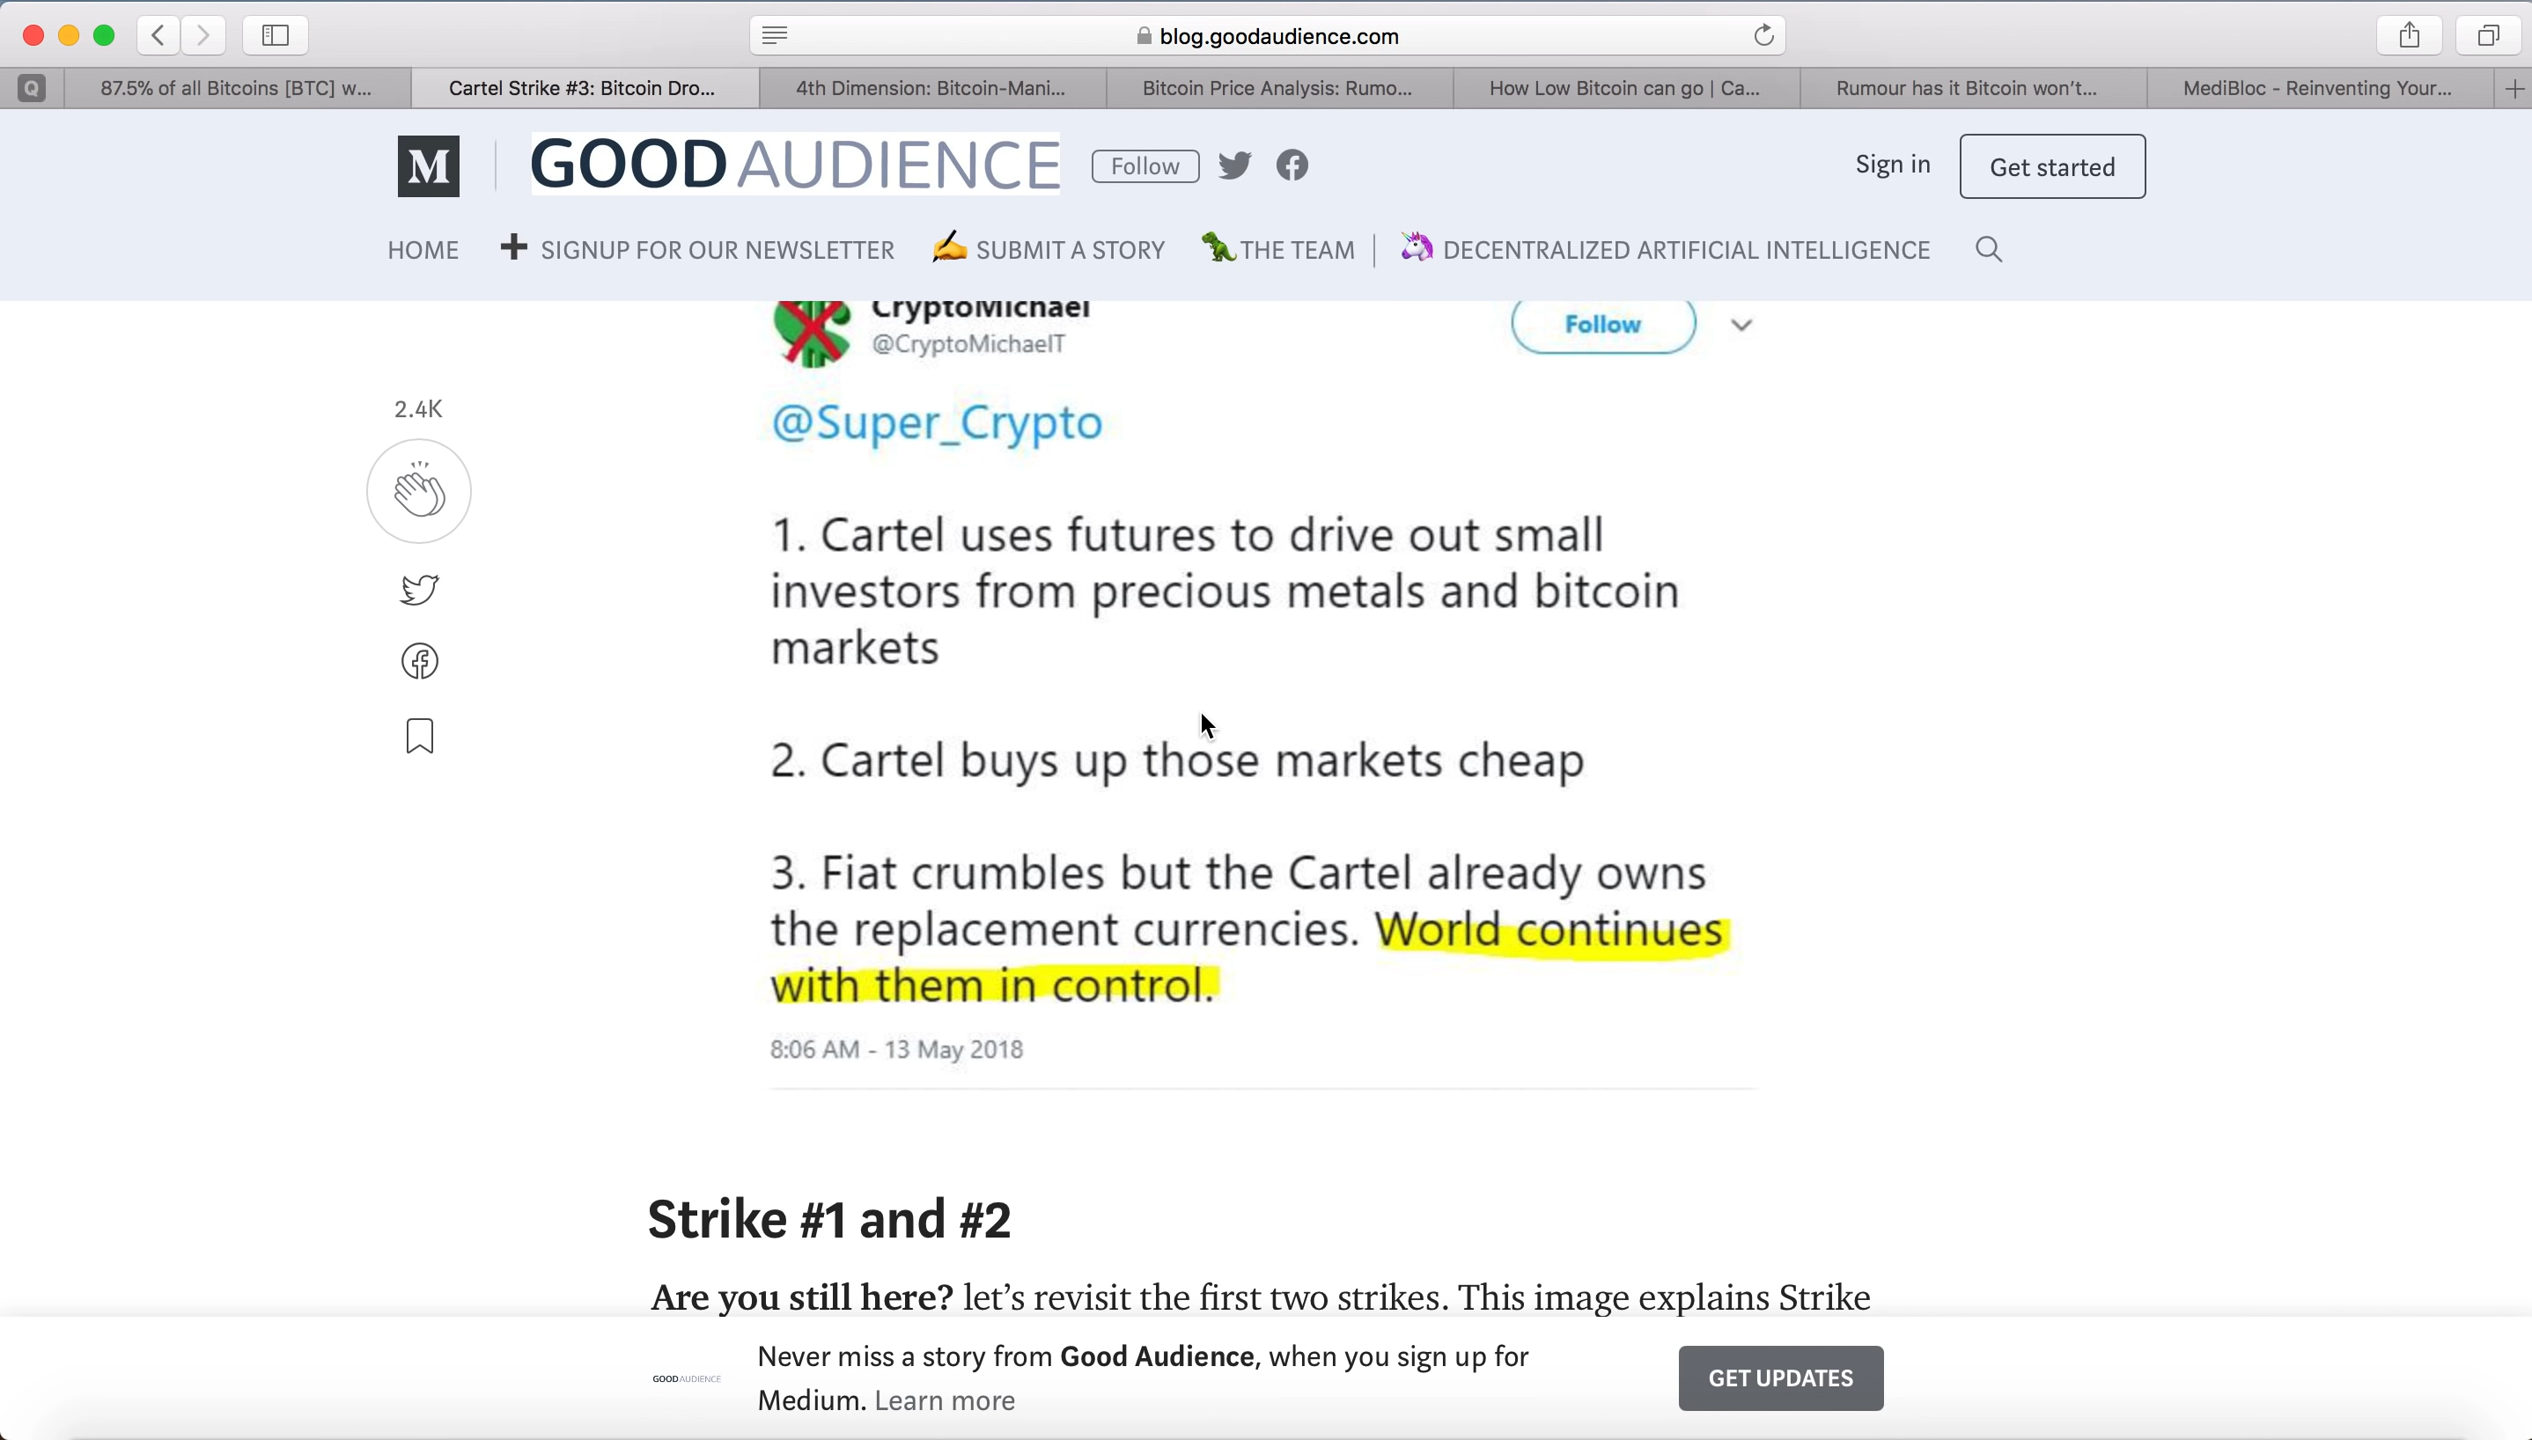 blog.goodaudience.com
Q
87.5% of all Bitcoins [BTC] w...
Cartel Strike #3: Bitcoin Dro...
4th Dimension: Bitcoin-Mani...
Bitcoin Price Analysis: Rumo...
How Low Bitcoin can go | Ca...
Rumour has it Bitcoin won't...
MediBloc - Reinventing Your...
M
GOODAUDIENCE
Follow
Sign in
Get started
HOME
SIGNUP FOR OUR NEWSLETTER
SUBMIT A STORY
THE TEAM
DECENTRALIZED ARTIFICIAL INTELLIGENCE
CryptoMichael
@CryptoMichaelT
Follow
2.4K
@Super_Crypto
1. Cartel uses futures to drive out small
investors from precious metals and bitcoin
markets
2. Cartel buys up those markets cheap
3. Fiat crumbles but the Cartel already owns
the replacement currencies. World continues
with them in control.
8:06 AM - 13 May 2018
Strike #1 and #2
Are you still here? let’s revisit the first two strikes. This image explains Strike
GOODAUDIENCE
Never miss a story from Good Audience, when you sign up for
Medium. Learn more
GET UPDATES